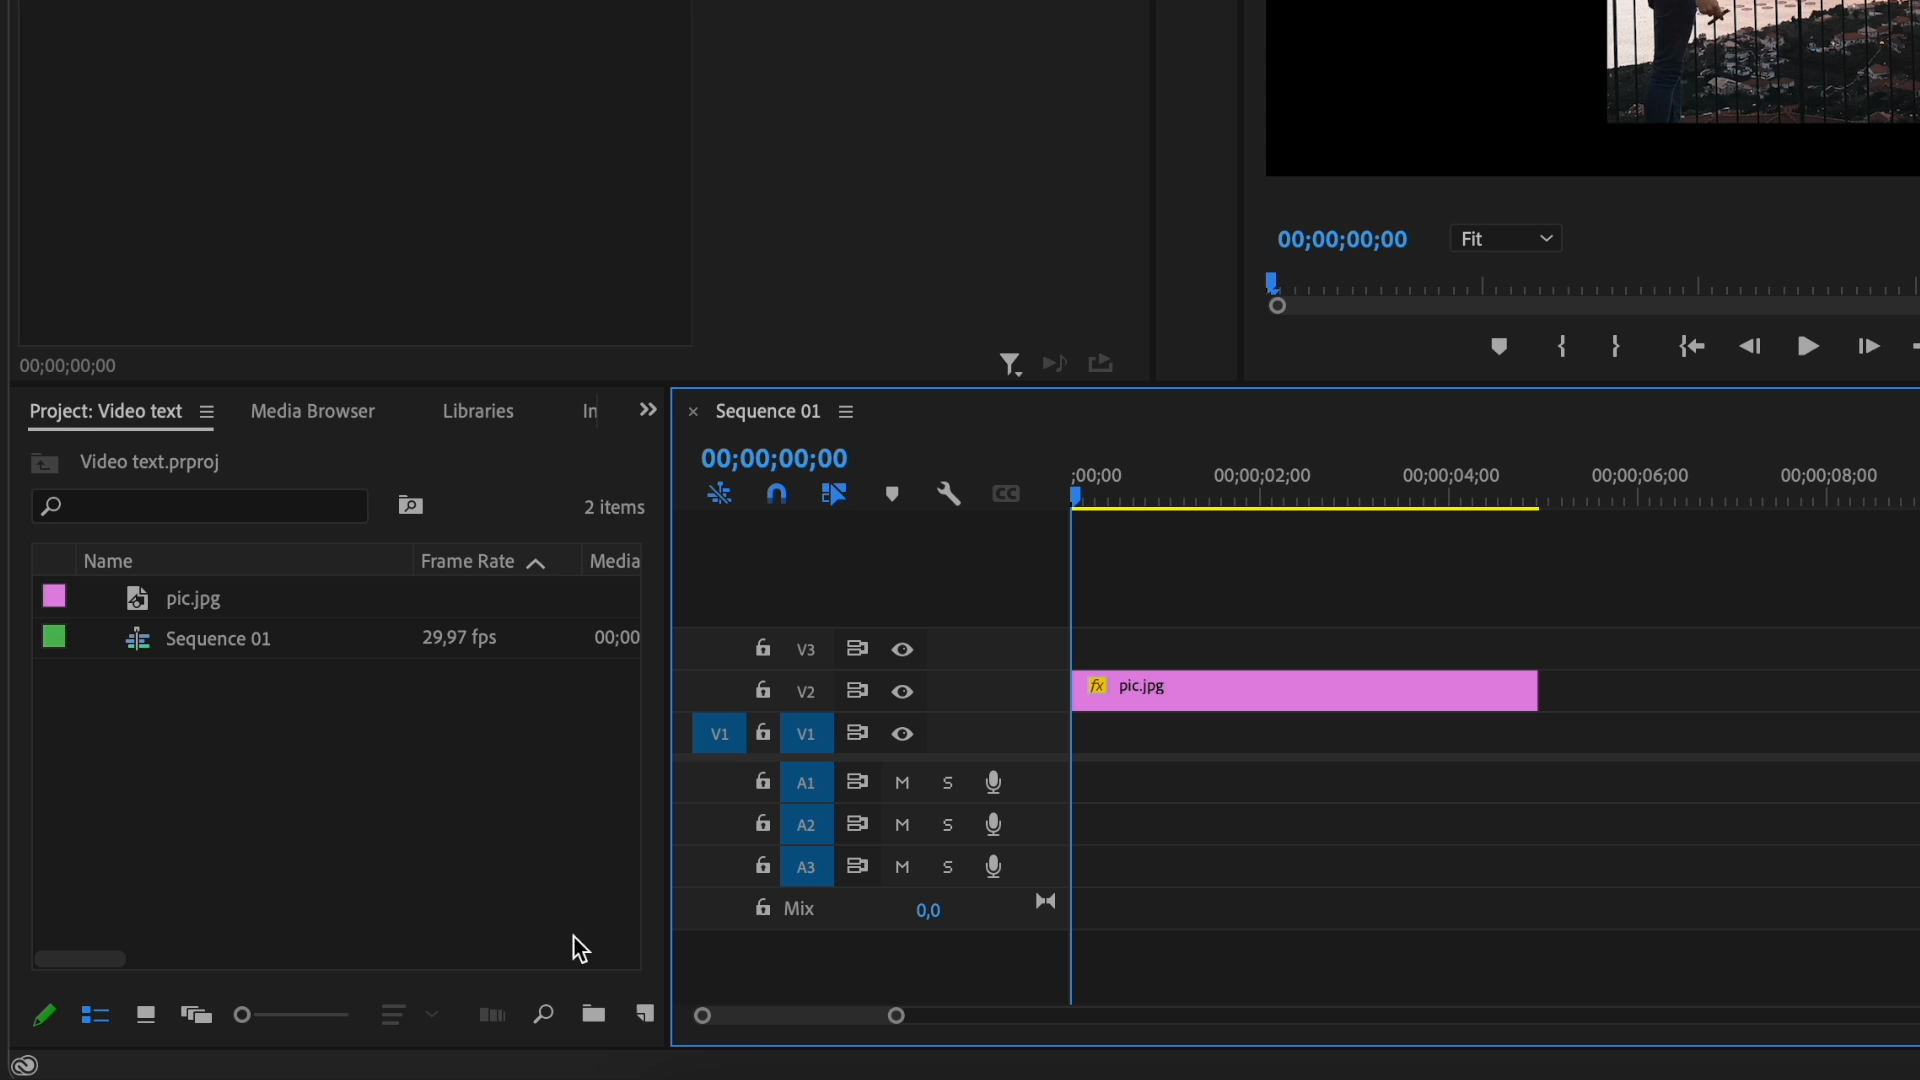 00;00;00;00
Fit
00;00;00;00
Project: Video text
Media Browser
Libraries
In
Sequence 01
Video text.prproj
2 items
Name
Frame Rate
Media
pic.jpg
Sequence 01
29,97 fps
00;00
00;00;00;00
;00;00
00;00;02;00
00;00;04;00
00;00;06;00
00;00;08;00
CC
V3
V2
fx pic.jpg
V1 V1
A1 M S
A2 M S
A3 M S
Mix 0,0